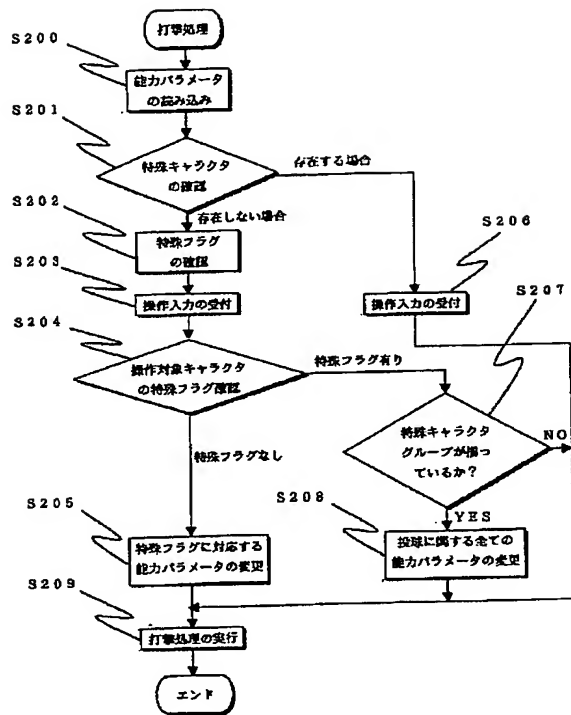 打撃処理
S200
能力パラメータ
の読み込み
S201
特殊キャラクタ
の確認
存在する場合
S202
存在しない場合
特殊フラグ
の確認
S206
S203
操作入力の受付
操作入力の受付
S207
S204
操作対象キャラクタ
の特殊フラグ確認
特殊フラグ有り
特殊キャラクタ
グループが揃っ
ているか？
NO
特殊フラグなし
S208
YES
S205
特殊フラグに対応する
能力パラメータの変更
投球に関する全ての
能力パラメータの変更
S209
打撃処理の実行
エンド